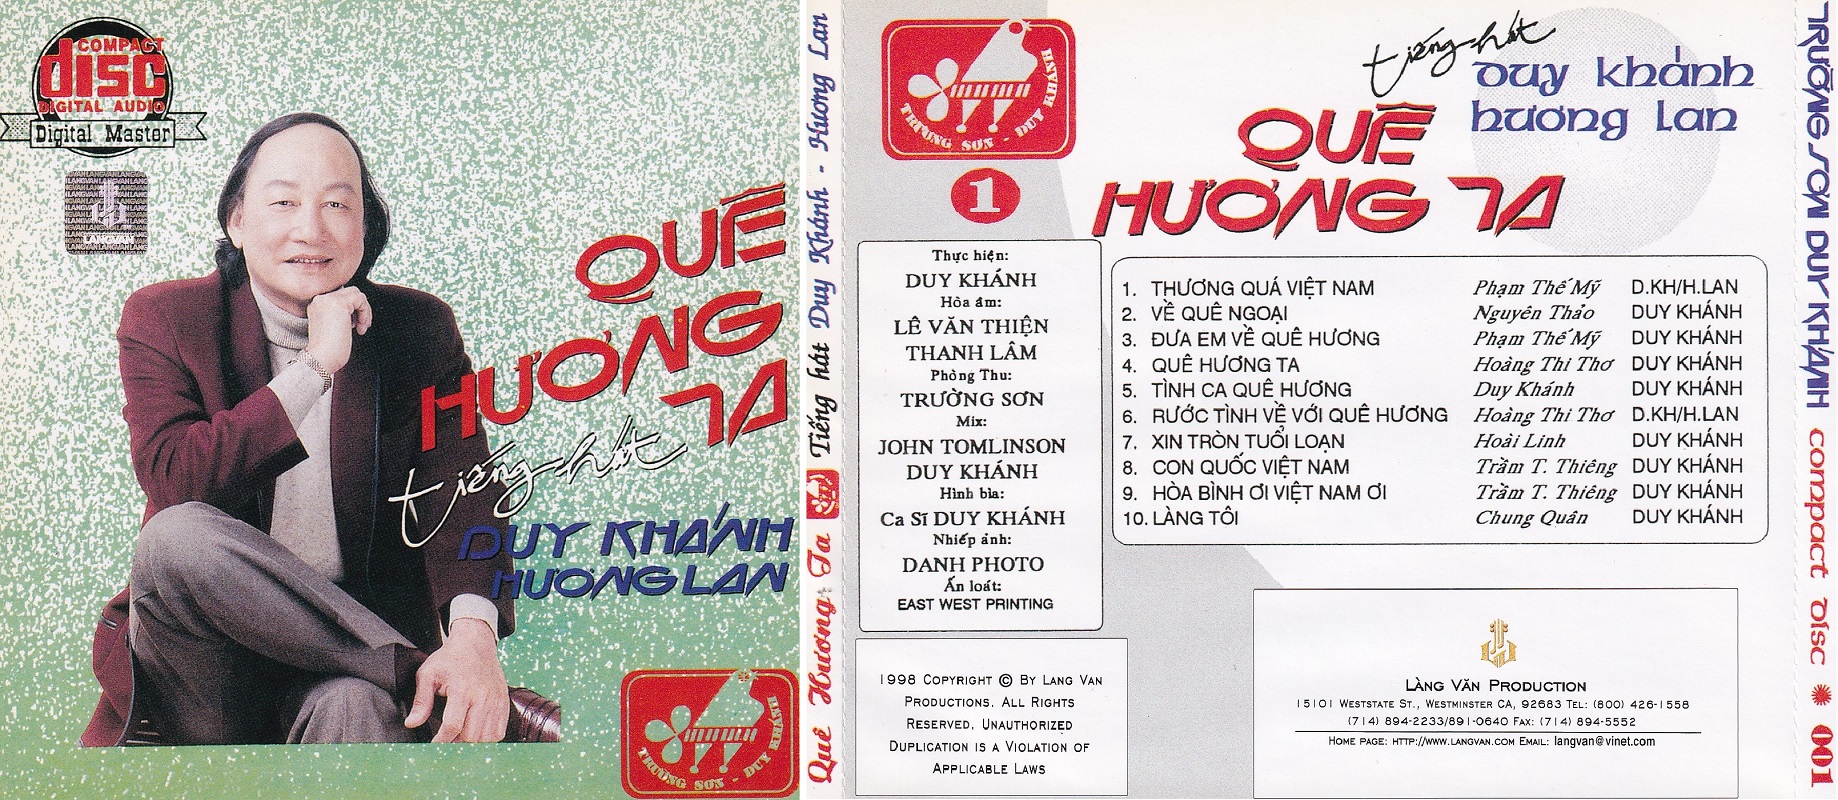 COMPACT
disc
DIGITAL AUDIO
Digital Master
LANGVAN
QUÊ
HƯƠNG
TA
tiếng hát
DUY KHÁNH
HƯƠNG LAN
TRƯỜNG SƠN - DUY KHÁNH
Quê Hương Ta Tiếng hát Duy Khánh - Hương Lan
TRƯỜNG SƠN - DUY KHÁNH
1
tiếng hát
duy khánh
hương lan
QUÊ
HƯƠNG TA
Thực hiện:
DUY KHÁNH
Hòa âm:
LÊ VĂN THIỆN
THANH LÂM
Phòng Thu:
TRƯỜNG SƠN
Mix:
JOHN TOMLINSON
DUY KHÁNH
Hình bìa:
Ca Sĩ DUY KHÁNH
Nhiếp ảnh:
DANH PHOTO
Ấn loát:
EAST WEST PRINTING
1. THƯƠNG QUÁ VIỆT NAM Phạm Thế Mỹ D.KH/H.LAN
2. VỀ QUÊ NGOẠI Nguyên Thảo DUY KHÁNH
3. ĐƯA EM VỀ QUÊ HƯƠNG Phạm Thế Mỹ DUY KHÁNH
4. QUÊ HƯƠNG TA Hoàng Thi Thơ DUY KHÁNH
5. TÌNH CA QUÊ HƯƠNG Duy Khánh DUY KHÁNH
6. RƯỚC TÌNH VỀ VỚI QUÊ HƯƠNG Hoàng Thi Thơ D.KH/H.LAN
7. XIN TRÒN TUỔI LOẠN Hoài Linh DUY KHÁNH
8. CON QUỐC VIỆT NAM Trầm T. Thiêng DUY KHÁNH
9. HÒA BÌNH ƠI VIỆT NAM ƠI Trầm T. Thiêng DUY KHÁNH
10. LÀNG TÔI Chung Quân DUY KHÁNH
1998 COPYRIGHT © BY LANG VAN
PRODUCTIONS. ALL RIGHTS
RESERVED. UNAUTHORIZED
DUPLICATION IS A VIOLATION OF
APPLICABLE LAWS
LÀNG VĂN PRODUCTION
15101 WESTSTATE ST., WESTMINSTER CA, 92683 TEL: (800) 426-1558
(714) 894-2233/891-0640 FAX: (714) 894-5552
HOME PAGE: HTTP://WWW.LANGVAN.COM EMAIL: langvan@vinet.com
TRƯỜNG SƠN DUY KHÁNH compact disc * 001